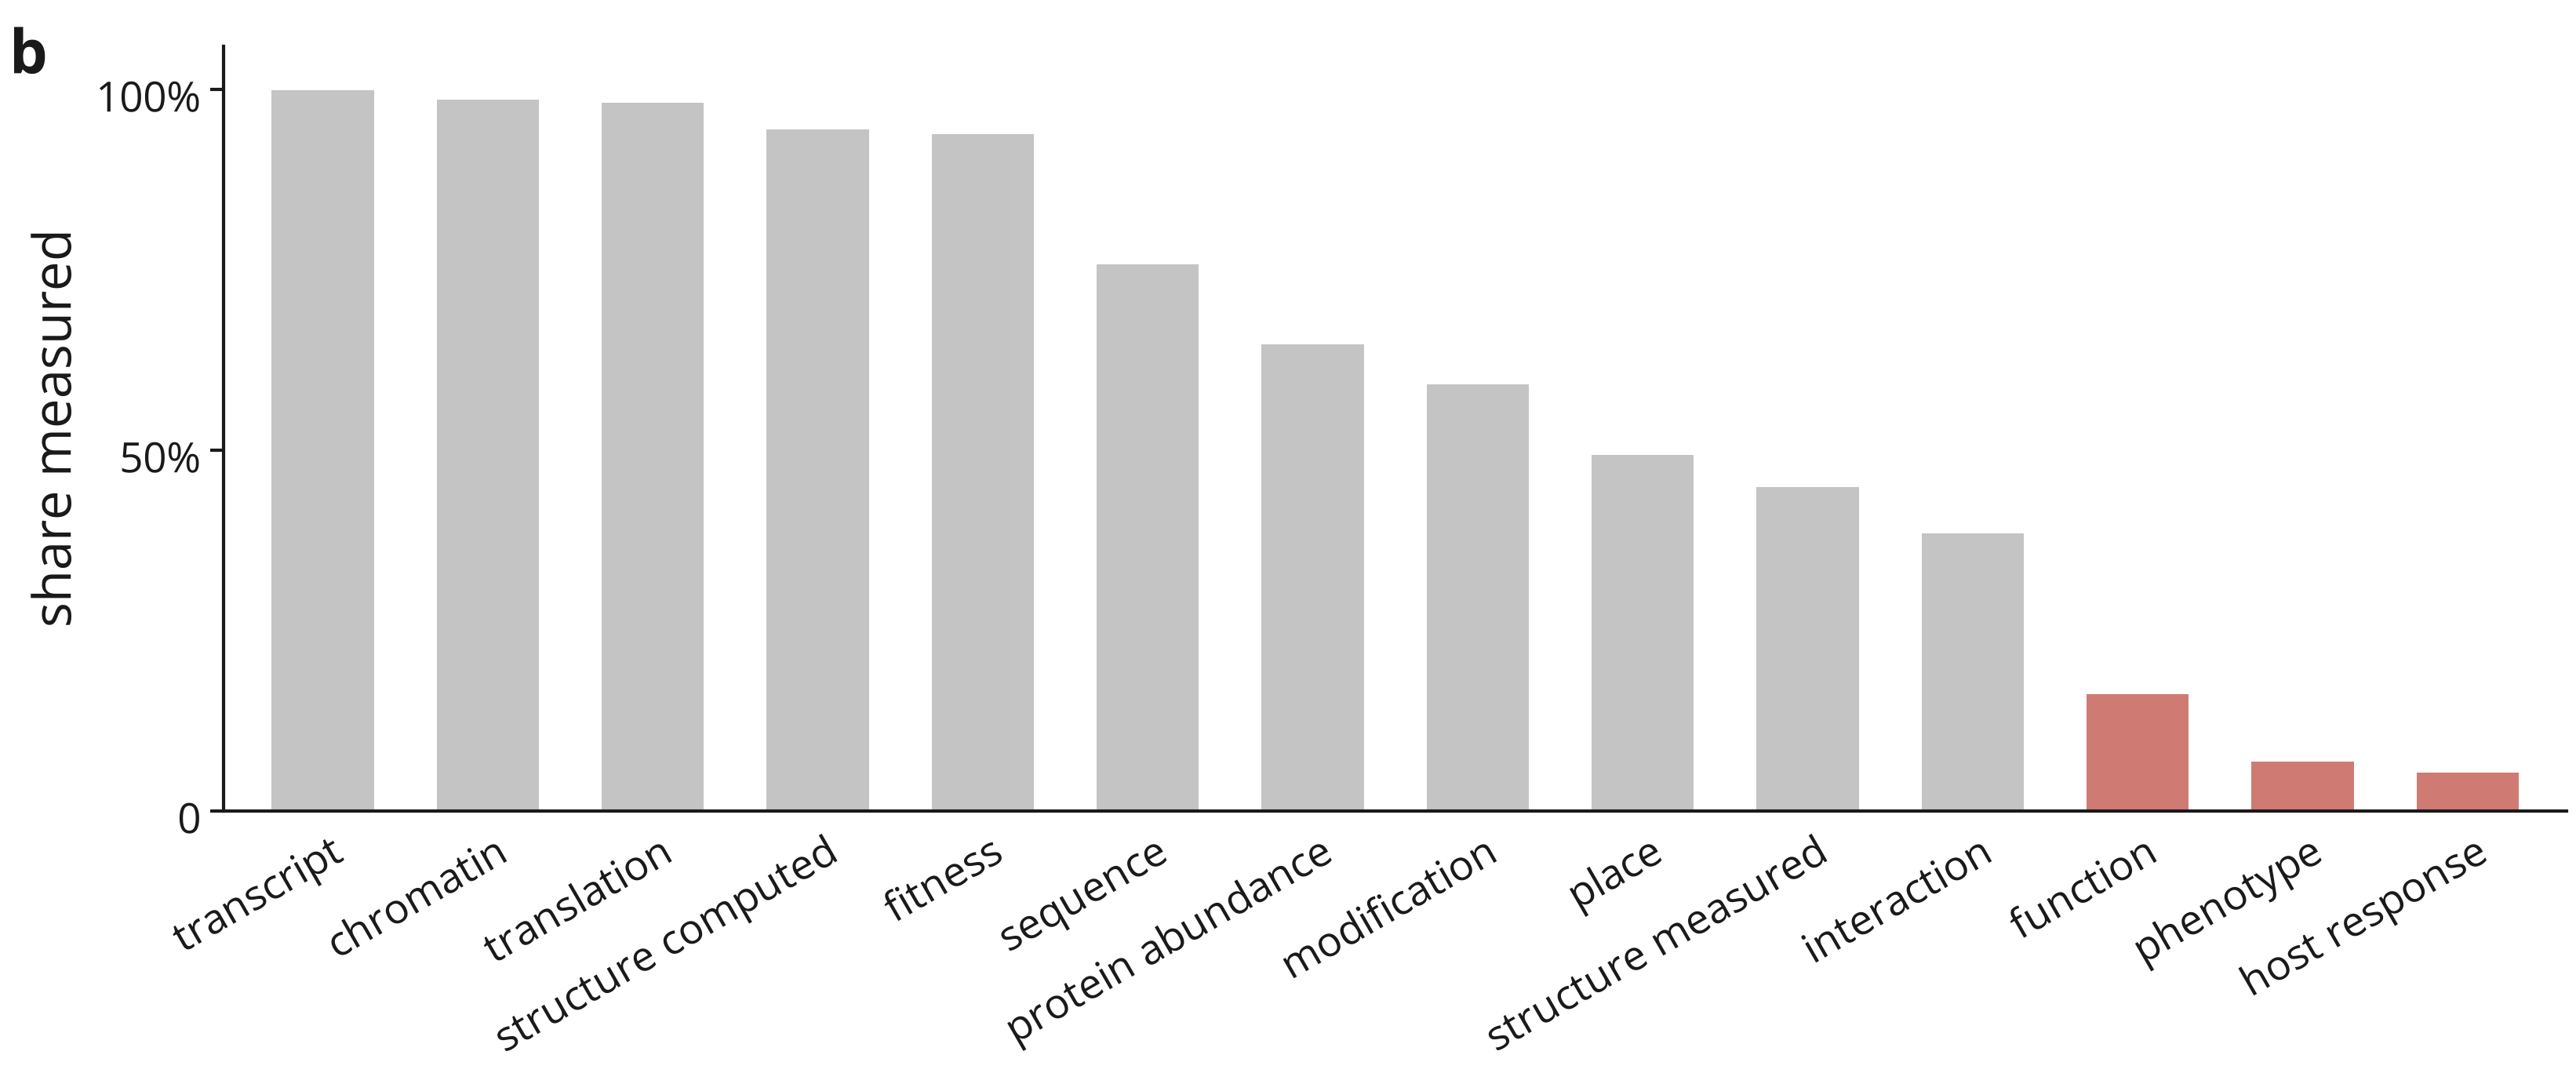 b
share measured
100%
50%
0
transcript
chromatin
translation
structure computed
fitness
sequence
protein abundance
modification
place
structure measured
interaction
function
phenotype
host response